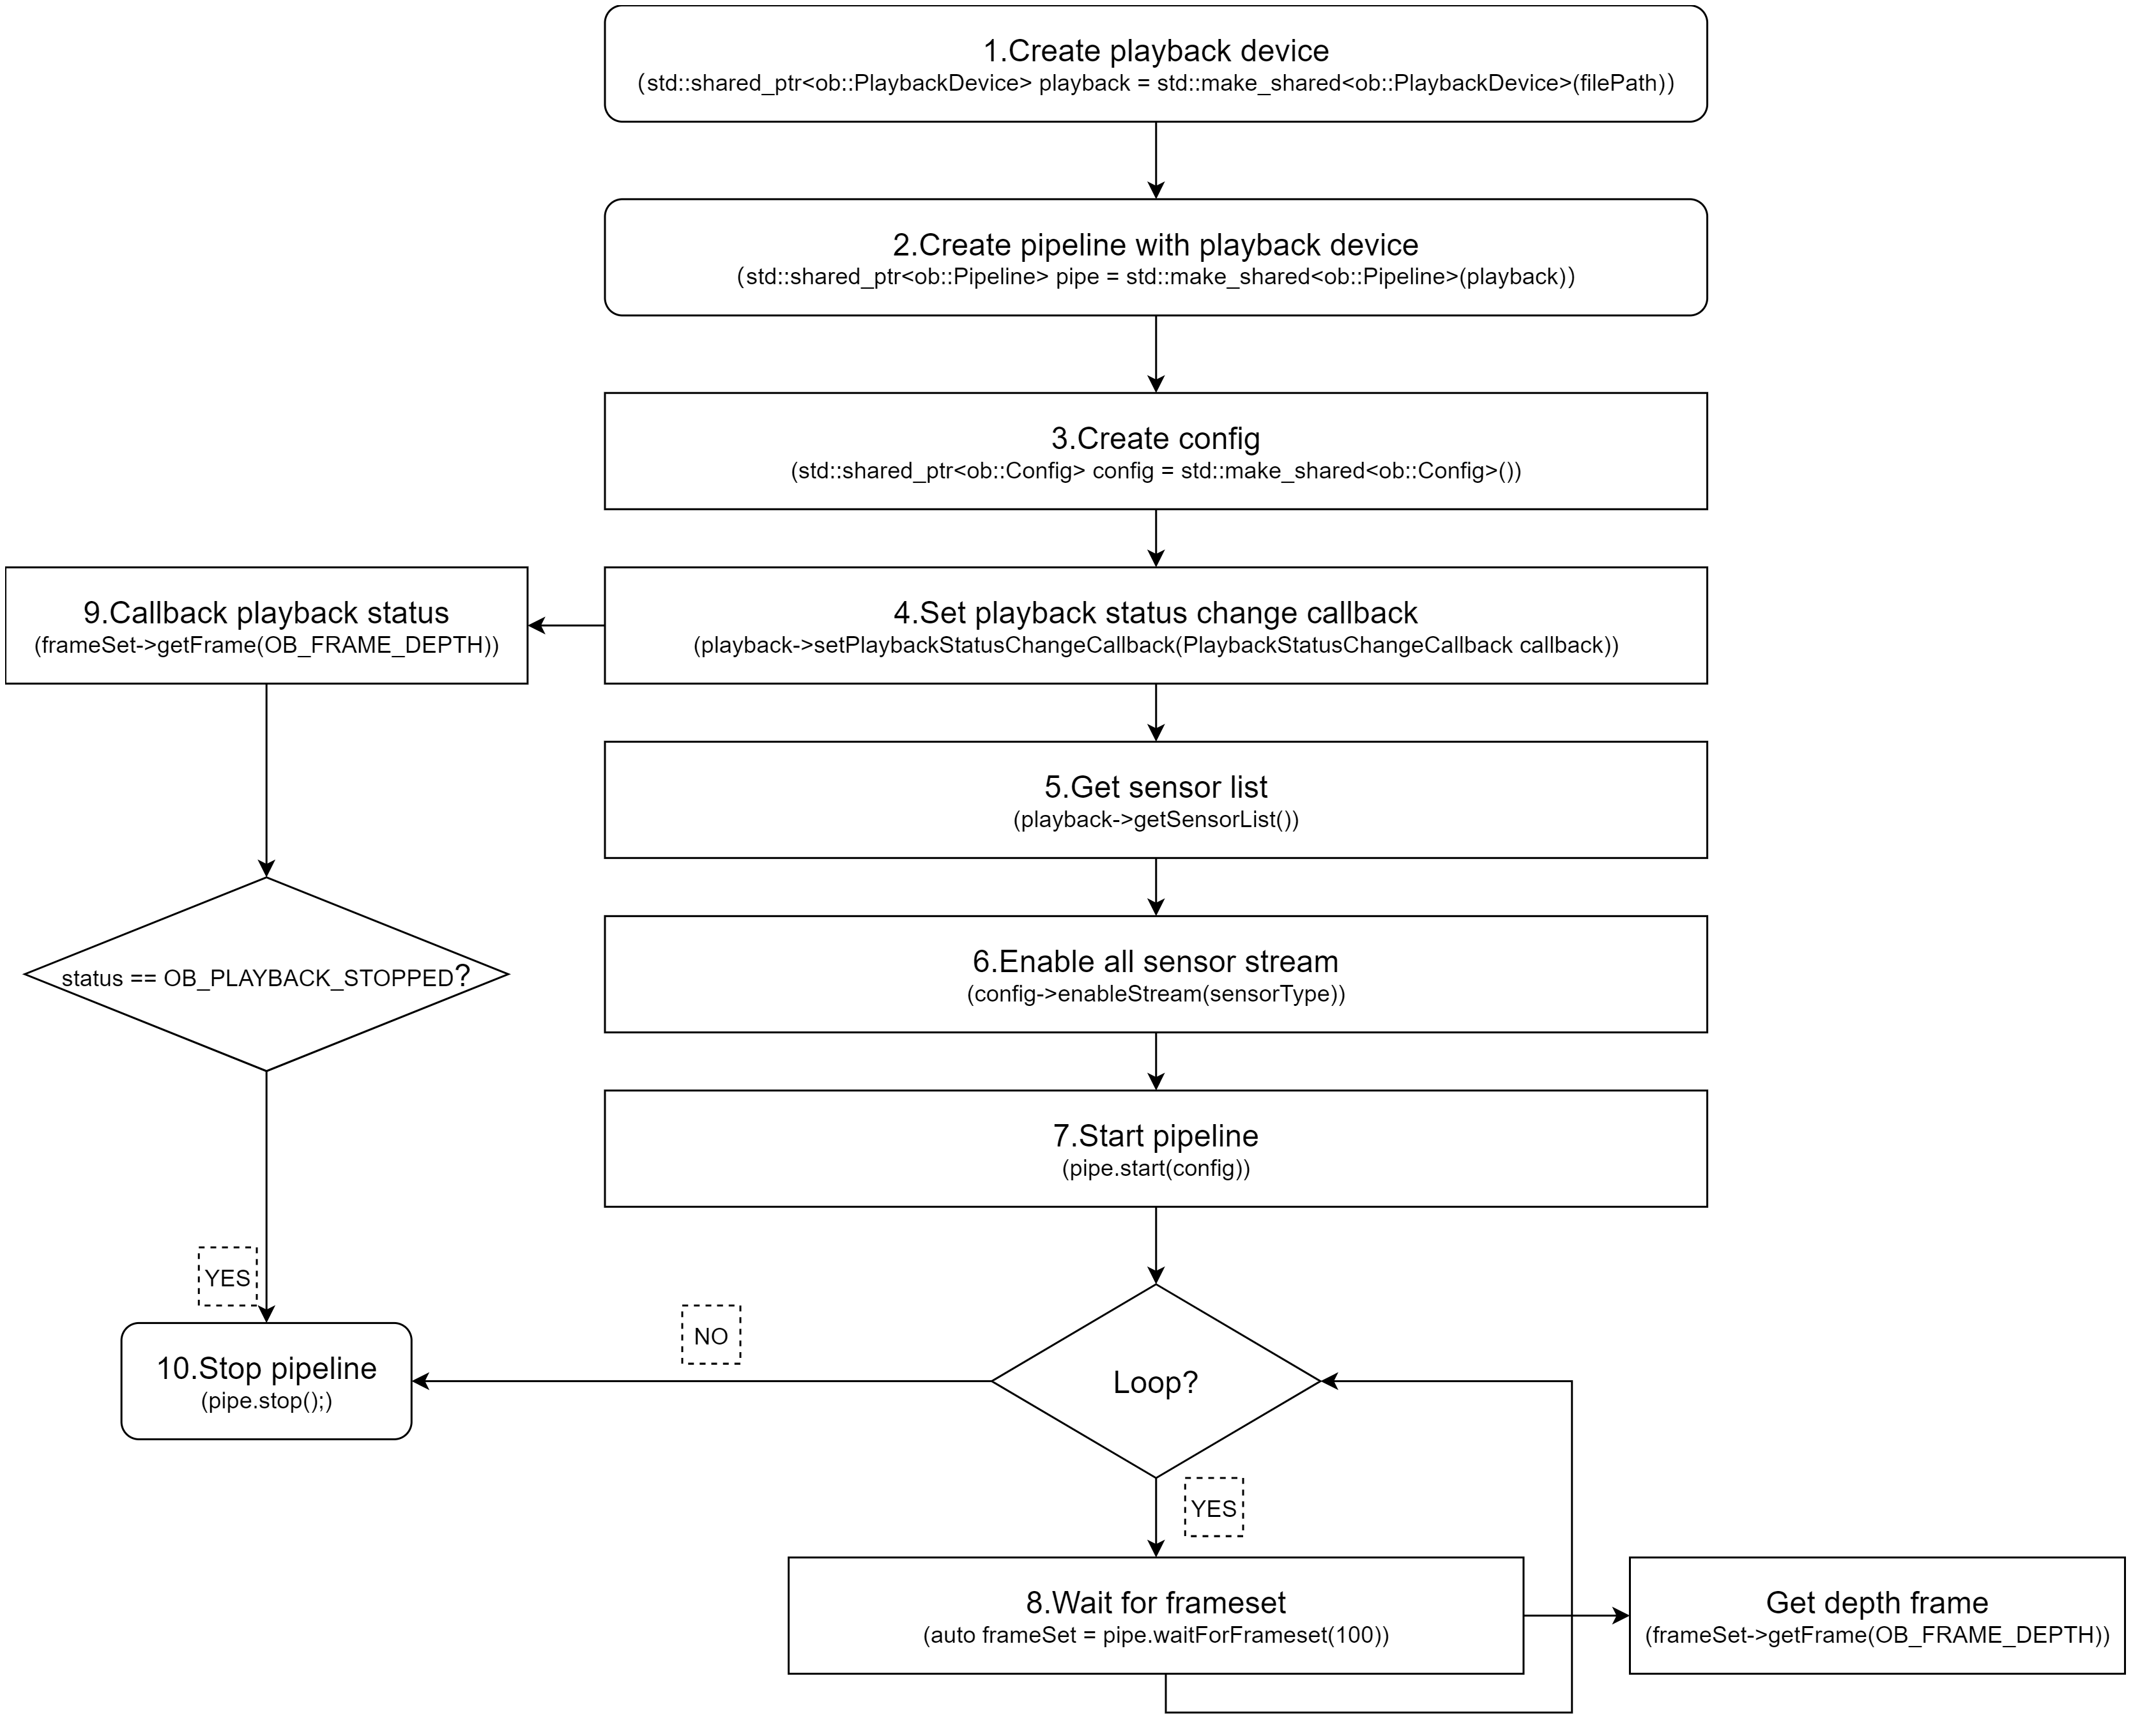 1.Create playback device
(std::shared_ptr<ob::PlaybackDevice> playback = std::make_shared<ob::PlaybackDevice>(filePath))
2.Create pipeline with playback device
(std::shared_ptr<ob::Pipeline> pipe = std::make_shared<ob::Pipeline>(playback))
3.Create config
(std::shared_ptr<ob::Config> config = std::make_shared<ob::Config>())
4.Set playback status change callback
(playback->setPlaybackStatusChangeCallback(PlaybackStatusChangeCallback callback))
9.Callback playback status
(frameSet->getFrame(OB_FRAME_DEPTH))
5.Get sensor list
(playback->getSensorList())
status == OB_PLAYBACK_STOPPED?
6.Enable all sensor stream
(config->enableStream(sensorType))
7.Start pipeline
(pipe.start(config))
YES
NO
10.Stop pipeline
(pipe.stop();)
Loop?
YES
8.Wait for frameset
(auto frameSet = pipe.waitForFrameset(100))
Get depth frame
(frameSet->getFrame(OB_FRAME_DEPTH))